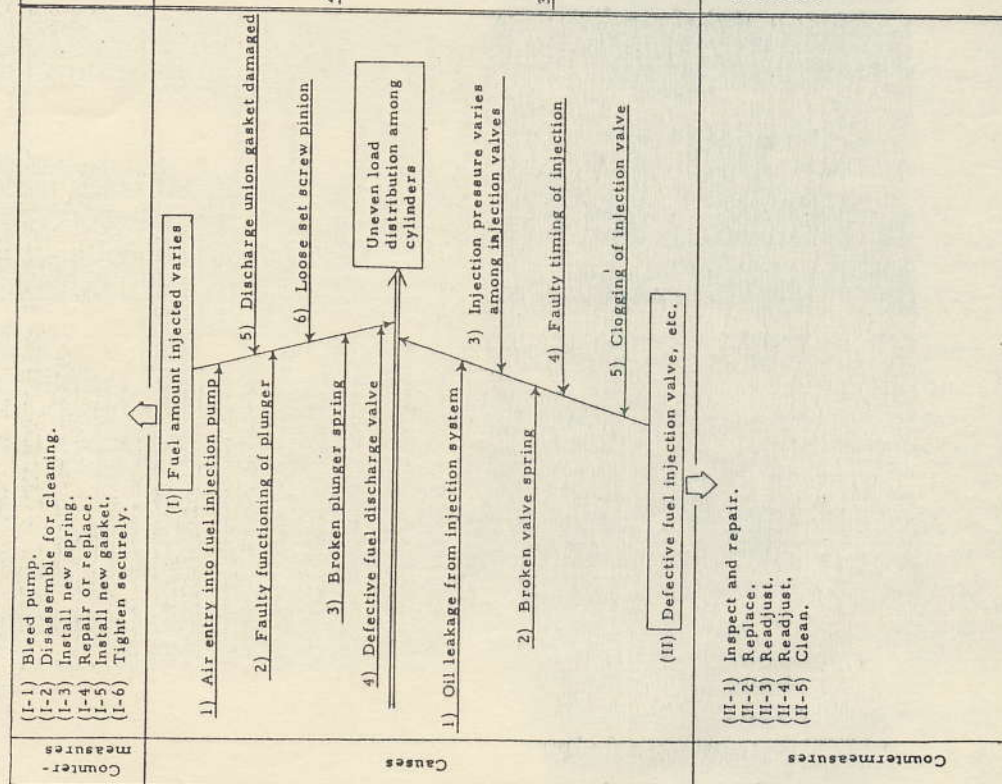 Counter-
measures
(I-1) Bleed pump.
(I-2) Disassemble for cleaning.
(I-3) Install new spring.
(I-4) Repair or replace.
(I-5) Install new gasket.
(I-6) Tighten securely.
Causes
(I) Fuel amount injected varies
1) Air entry into fuel injection pump
5) Discharge union gasket damaged
2) Faulty functioning of plunger
6) Loose set screw pinion
3) Broken plunger spring
4) Defective fuel discharge valve
Uneven load
distribution among
cylinders
1) Oil leakage from injection system
3) Injection pressure varies
among injection valves
2) Broken valve spring
4) Faulty timing of injection
5) Clogging of injection valve
(II) Defective fuel injection valve, etc.
Countermeasures
(II-1) Inspect and repair.
(II-2) Replace.
(II-3) Readjust.
(II-4) Readjust.
(II-5) Clean.